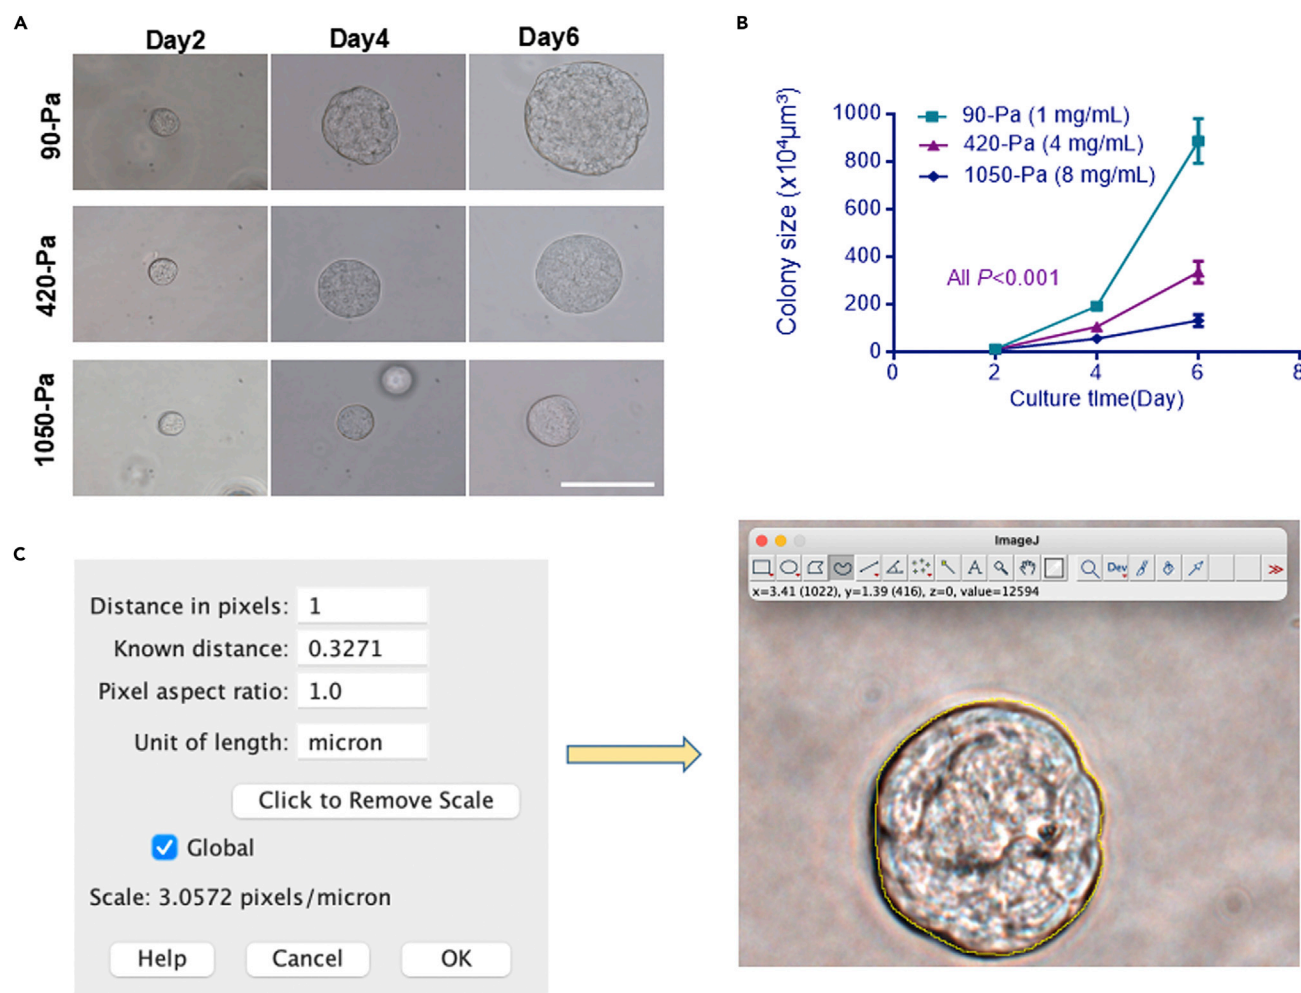 A
Day2
Day4
Day6
90-Pa
420-Pa
1050-Pa
B
Colony size (x10⁴µm³)
1000
800
600
400
200
0
0
2
4
6
8
Culture tIme(Day)
90-Pa (1 mg/mL)
420-Pa (4 mg/mL)
1050-Pa (8 mg/mL)
All P<0.001
C
Distance in pixels: 1
Known distance: 0.3271
Pixel aspect ratio: 1.0
Unit of length: micron
Click to Remove Scale
Global
Scale: 3.0572 pixels/micron
Help
Cancel
OK
ImageJ
A
Dev
x=3.41 (1022), y=1.39 (416), z=0, value=12594